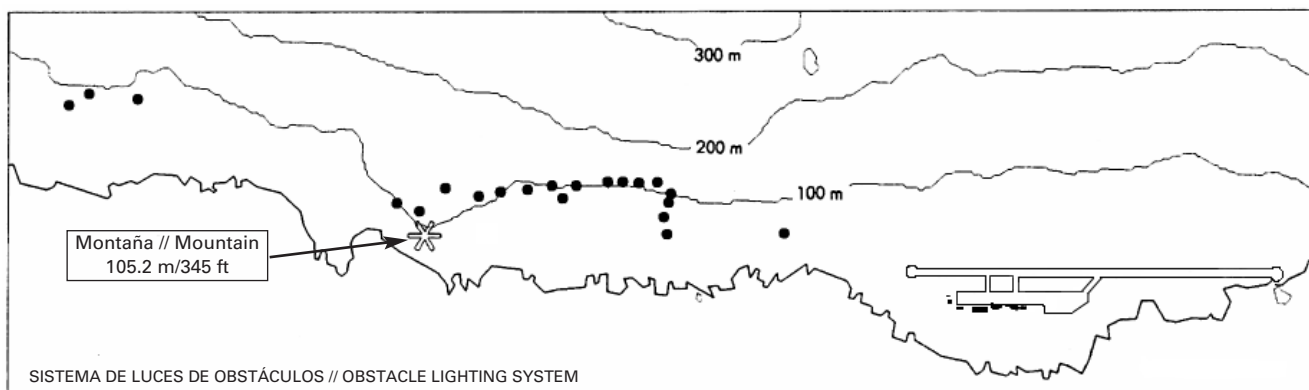 300 m
200 m
100 m
Montaña // Mountain
105.2 m/345 ft
SISTEMA DE LUCES DE OBSTÁCULOS // OBSTACLE LIGHTING SYSTEM